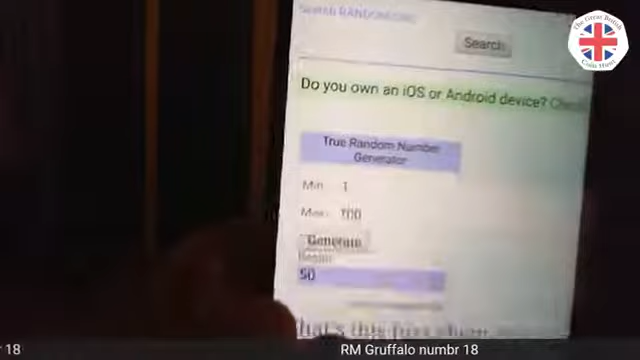 Search RANDOM.ORG
Search
The Great British
Coin Hunt
Do you own an iOS or Android device? Check
True Random Number
Generator
Min: 1
Max: 100
Generate
Result:
50
r 18
RM Gruffalo numbr 18